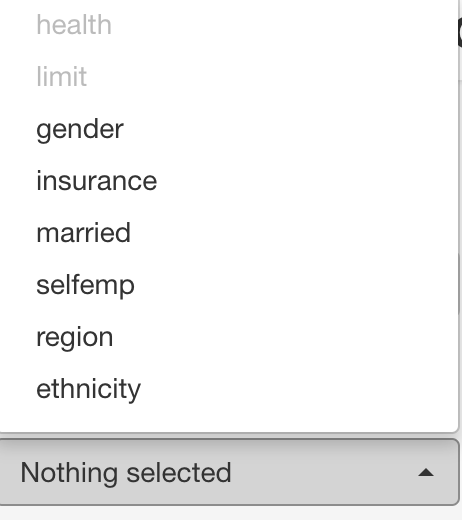 health
limit
gender
insurance
married
selfemp
region
ethnicity
Nothing selected